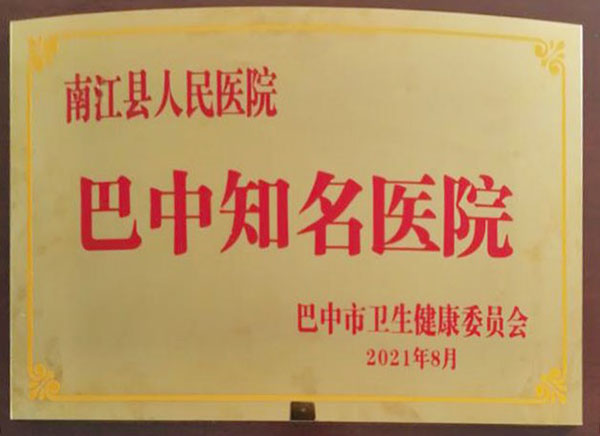 南江县人民医院
巴中知名医院
巴中市卫生健康委员会
2021年8月